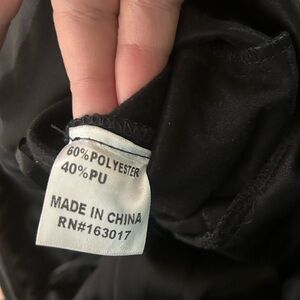 60%POLYESTER
40%PU
MADE IN CHINA
RN#163017